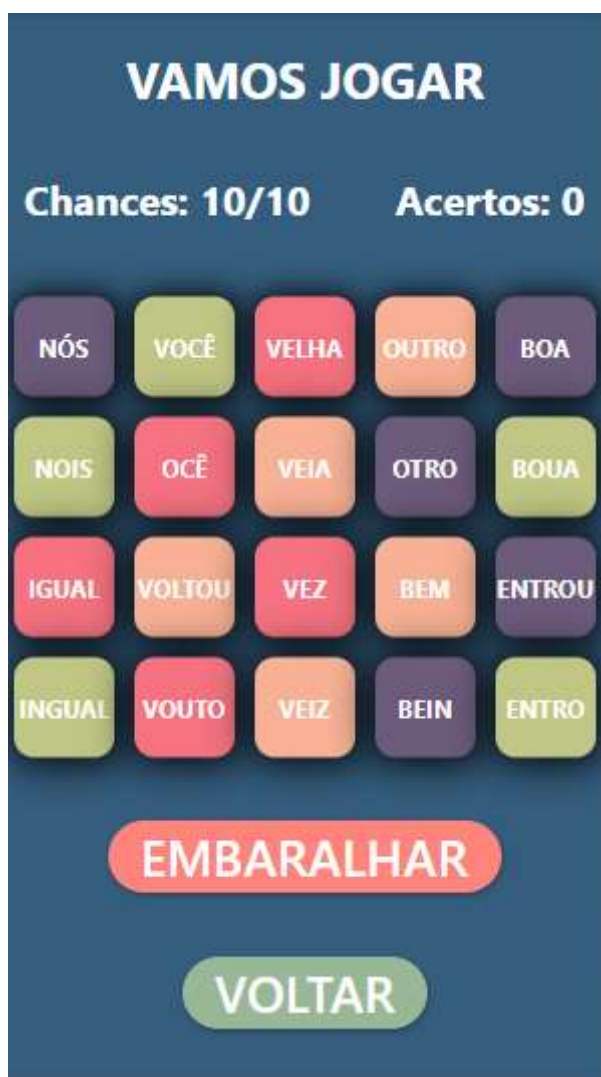 VAMOS JOGAR
Chances: 10/10 Acertos: 0
NÓS VOCÊ VELHA OUTRO BOA
NOIS OCÊ VEIA OTRO BOUA
IGUAL VOLTOU VEZ BEM ENTROU
INGUAL VOUTO VEIZ BEIN ENTRO
EMBARALHAR
VOLTAR